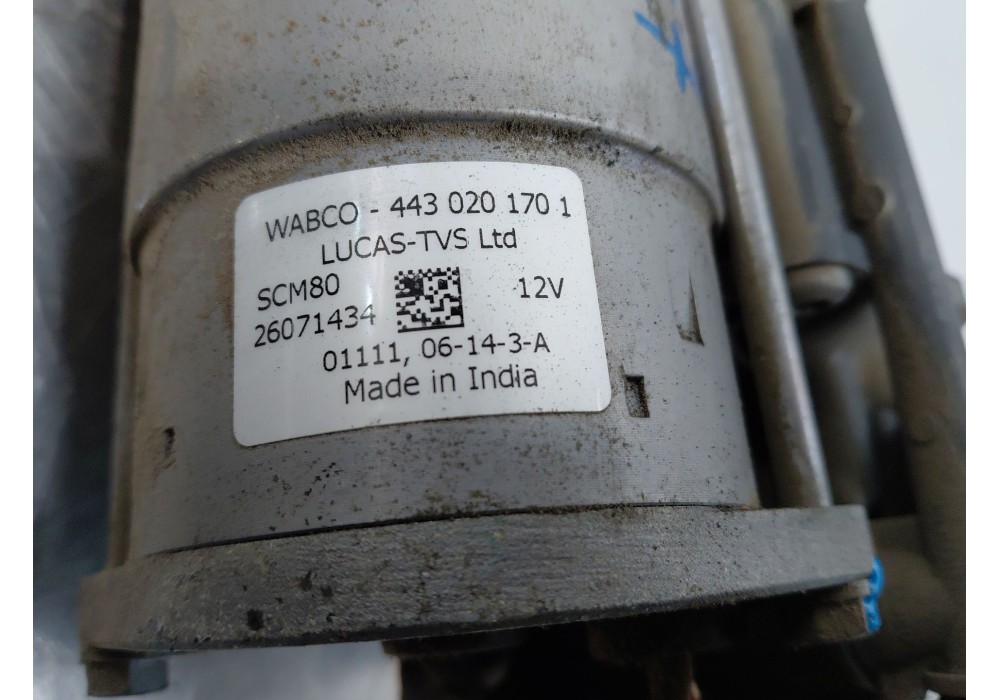 WABCO - 443 020 170 1
LUCAS-TVS Ltd
SCM80 12V
26071434
01111, 06-14-3-A
Made in India